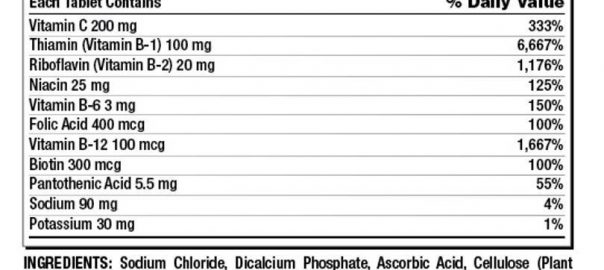 Each Tablet Contains % Daily Value
Vitamin C 200 mg 333%
Thiamin (Vitamin B-1) 100 mg 6,667%
Riboflavin (Vitamin B-2) 20 mg 1,176%
Niacin 25 mg 125%
Vitamin B-6 3 mg 150%
Folic Acid 400 mcg 100%
Vitamin B-12 100 mcg 1,667%
Biotin 300 mcg 100%
Pantothenic Acid 5.5 mg 55%
Sodium 90 mg 4%
Potassium 30 mg 1%
INGREDIENTS: Sodium Chloride, Dicalcium Phosphate, Ascorbic Acid, Cellulose (Plant